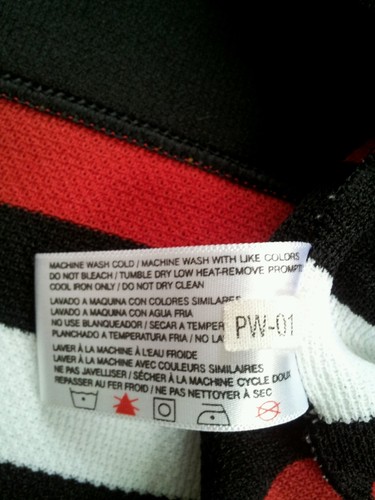 MACHINE WASH COLD / MACHINE WASH WITH LIKE COLORS
DO NOT BLEACH / TUMBLE DRY LOW HEAT-REMOVE PROMPTL
COOL IRON ONLY / DO NOT DRY CLEAN
LAVADO A MAQUINA CON COLORES SIMILARES
LAVADO A MAQUINA CON AGUA FRIA
NO USE BLANQUEADOR / SECAR A TEMPER
PLANCHADO A TEMPERATURA FRIA / NO LA
PW-01
LAVER À LA MACHINE À L'EAU FROIDE
LAVER À LA MACHINE AVEC COULEURS SIMILAIRES
NE PAS JAVELLISER / SÉCHER À LA MACHINE CYCLE DOUX
REPASSER AU FER FROID / NE PAS NETTOYER À SEC